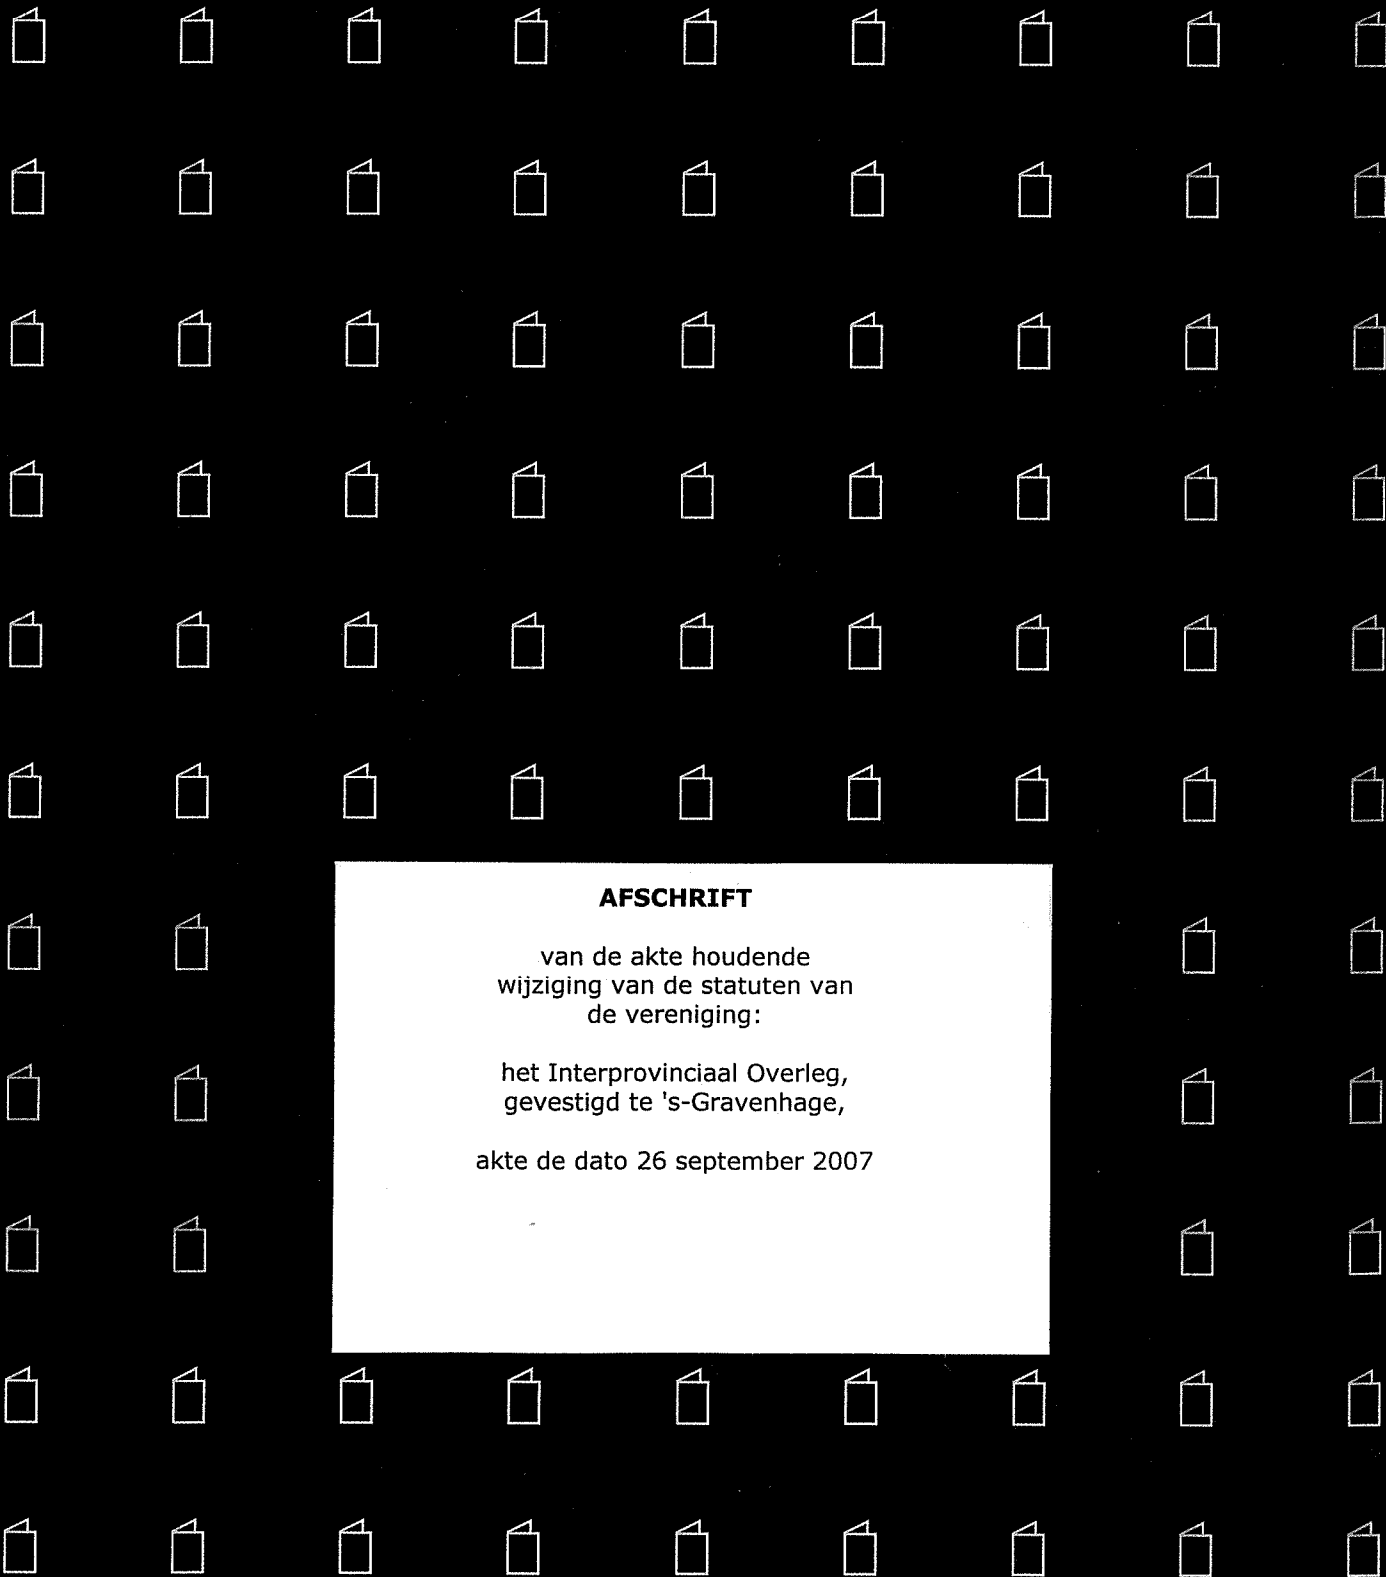 AFSCHRIFT
van de akte houdende
wijziging van de statuten van
de vereniging:
het Interprovinciaal Overleg,
gevestigd te 's-Gravenhage,
akte de dato 26 september 2007